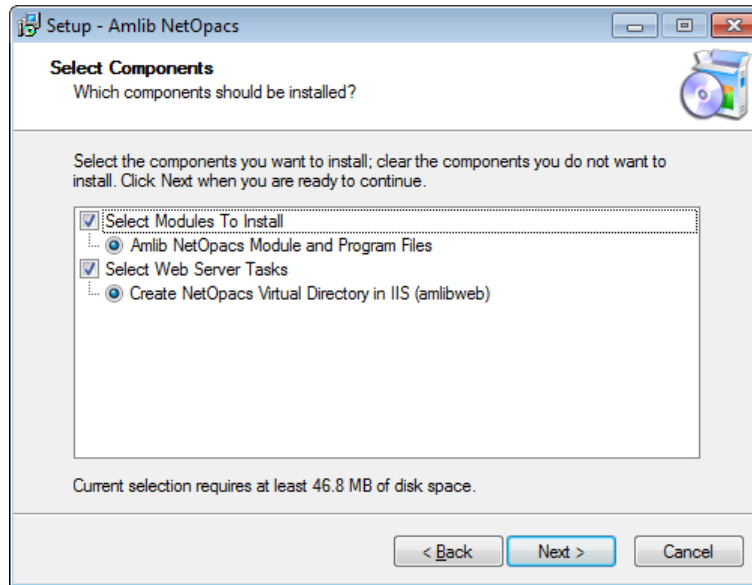 Setup - Amlib NetOpacs
Select Components
Which components should be installed?
Select the components you want to install; clear the components you do not want to
install. Click Next when you are ready to continue.
Select Modules To Install
Amlib NetOpacs Module and Program Files
Select Web Server Tasks
Create NetOpacs Virtual Directory in IIS (amlibweb)
Current selection requires at least 46.8 MB of disk space.
< Back Next > Cancel